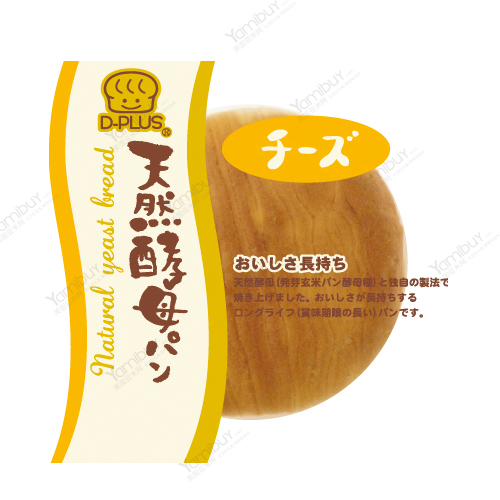 D-PLUS®
天然酵母パン
Natural yeast bread
チーズ
おいしさ長持ち
天然酵母(発芽玄米パン酵母種)と独自の製法で
焼き上げました。おいしさが長持ちする
ロングライフ(賞味期限の長い)パンです。
Yamibuy